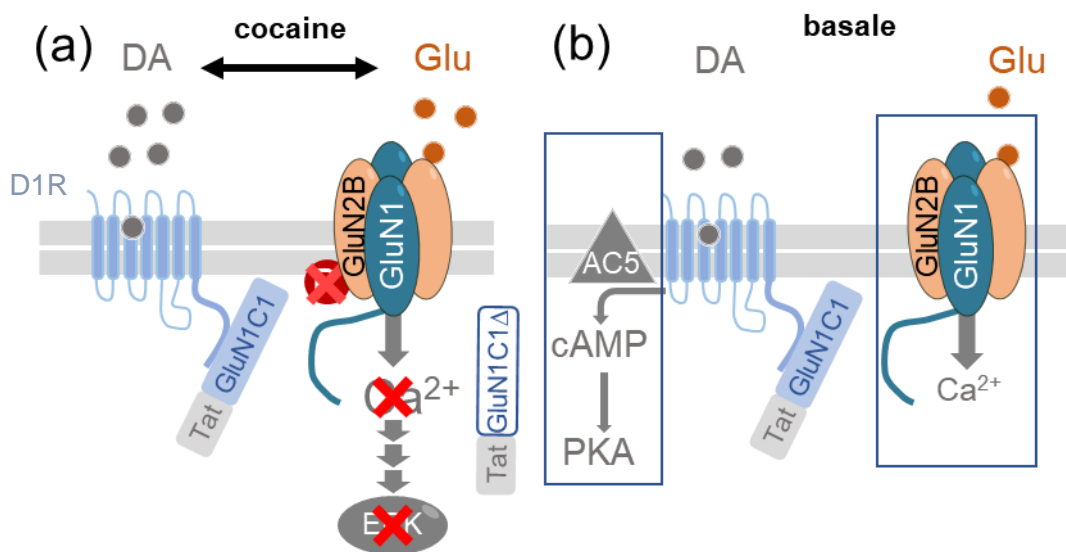 (a)
cocaine
DA
Glu
D1R
GluN2B
GluN1
GluN1C1
Tat
Ca2+
GluN1C1Δ
Tat
ERK
(b)
basale
DA
Glu
AC5
cAMP
PKA
GluN2B
GluN1
GluN1C1
Tat
Ca2+